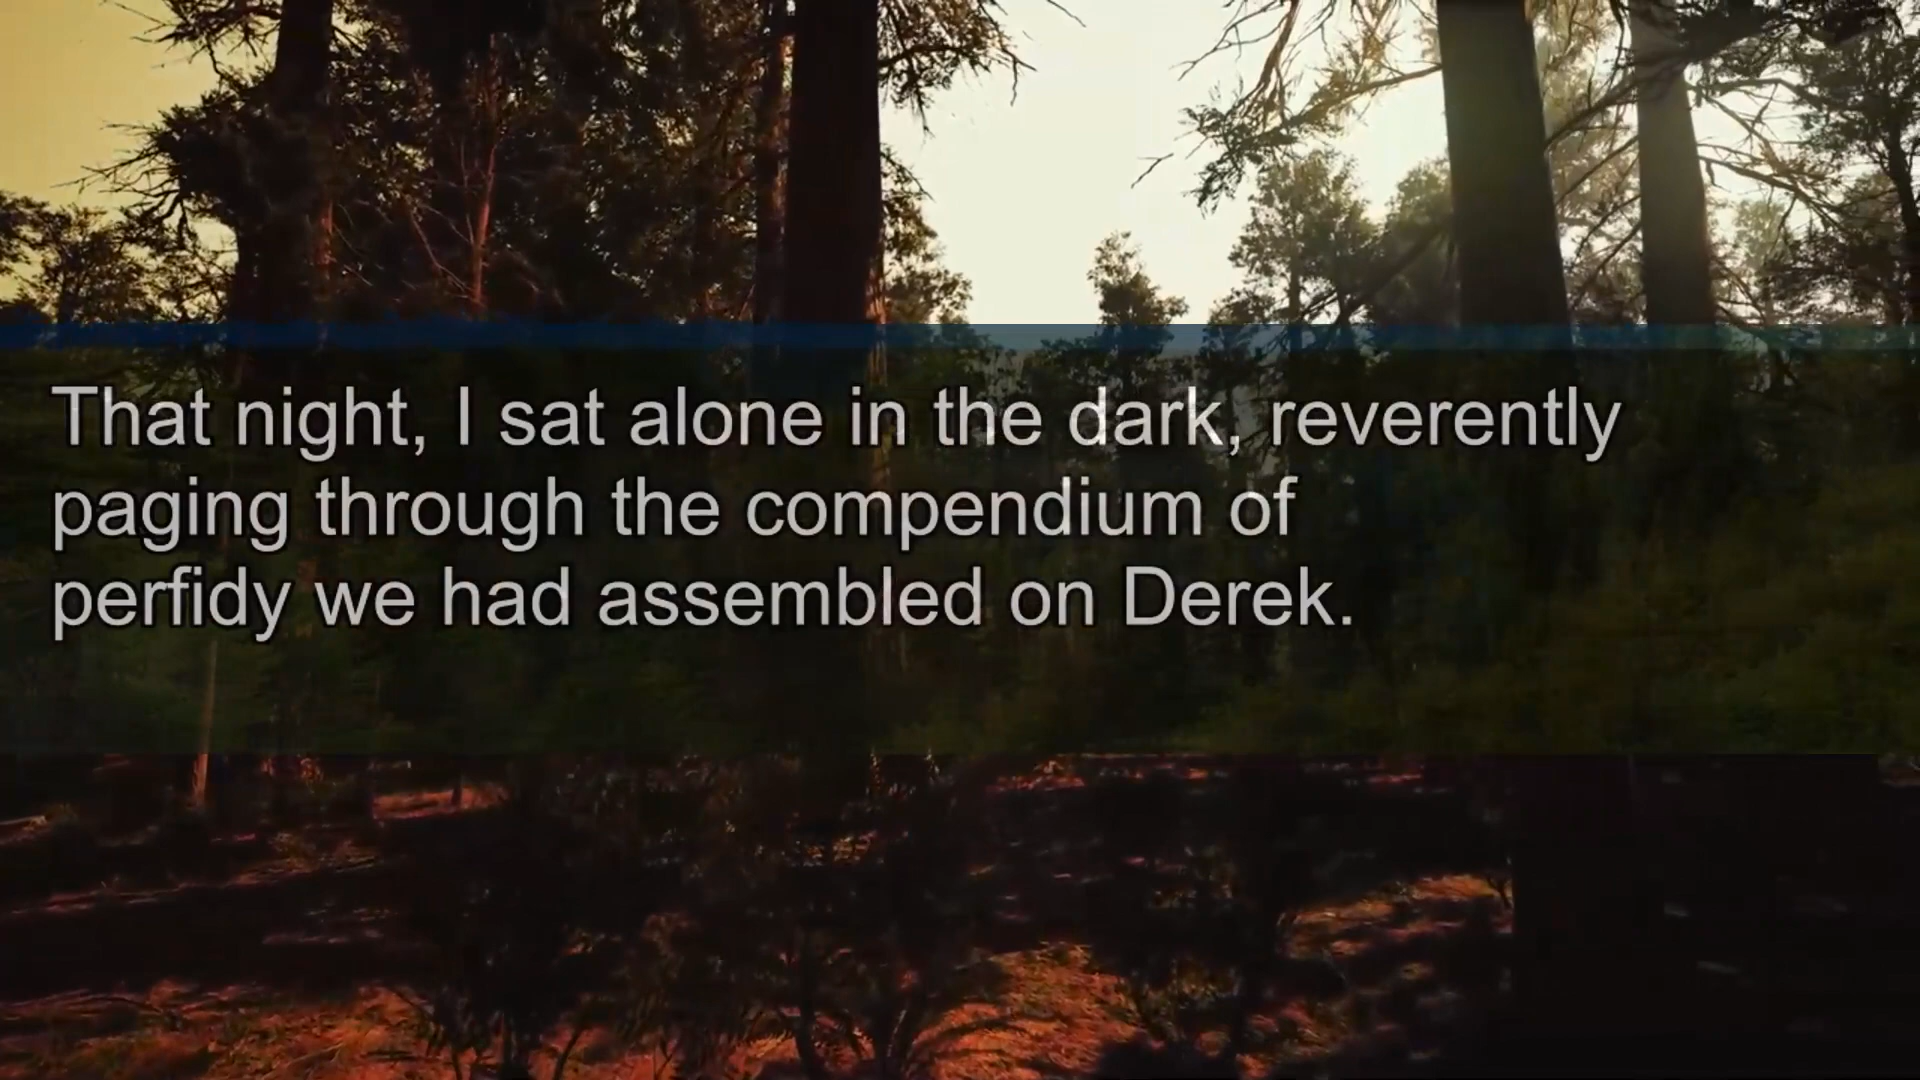 That night, I sat alone in the dark, reverently
paging through the compendium of
perfidy we had assembled on Derek.